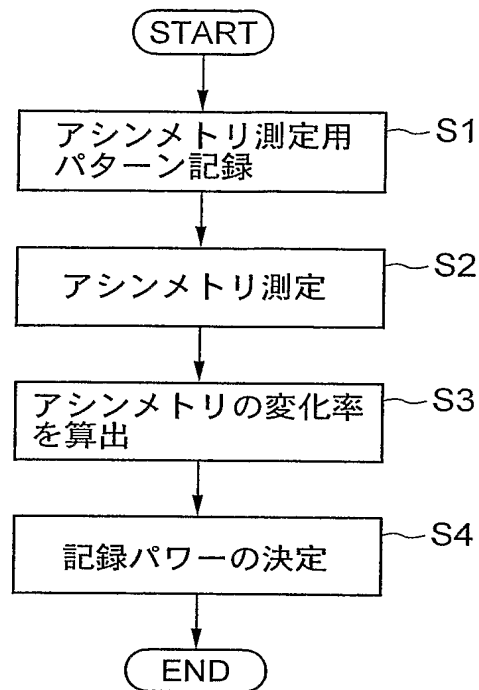 START
アシンメトリ測定用
パターン記録
S1
アシンメトリ測定
S2
アシンメトリの変化率
を算出
S3
記録パワーの決定
S4
END